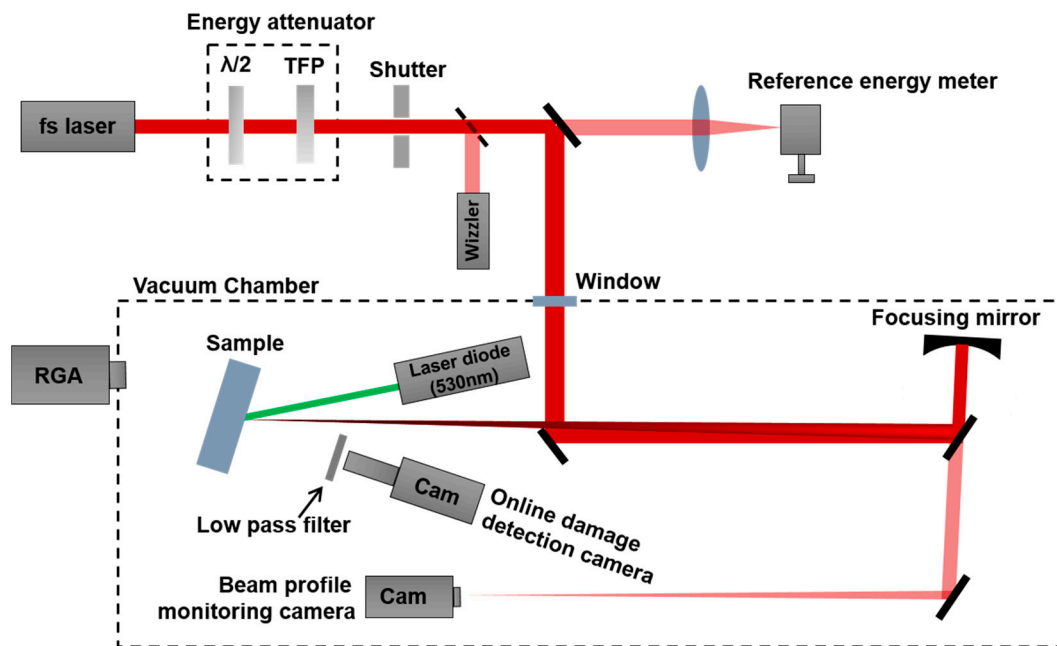 Energy attenuator
λ/2
TFP
Shutter
Reference energy meter
fs laser
Wizzler
Vacuum Chamber
Window
Focusing mirror
Sample
RGA
Laser diode
(530nm)
Cam
Online damage
detection camera
Low pass filter
Beam profile
monitoring camera
Cam